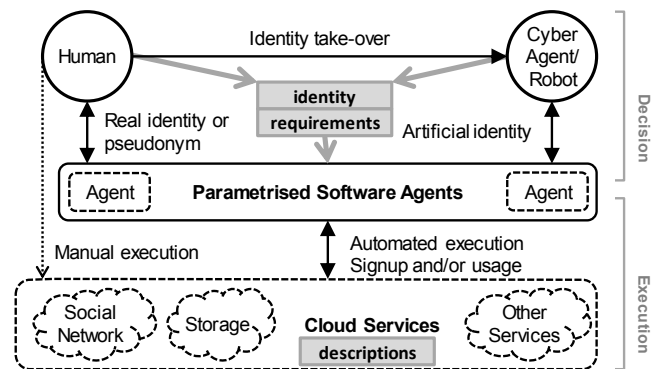 Human
Identity take-over
Cyber
Agent/
Robot
identity
requirements
Real identity or
pseudonym
Artificial identity
Decision
Agent
Parametrised Software Agents
Agent
Manual execution
Automated execution
Signup and/or usage
Execution
Social
Network
Storage
Cloud Services
descriptions
Other
Services